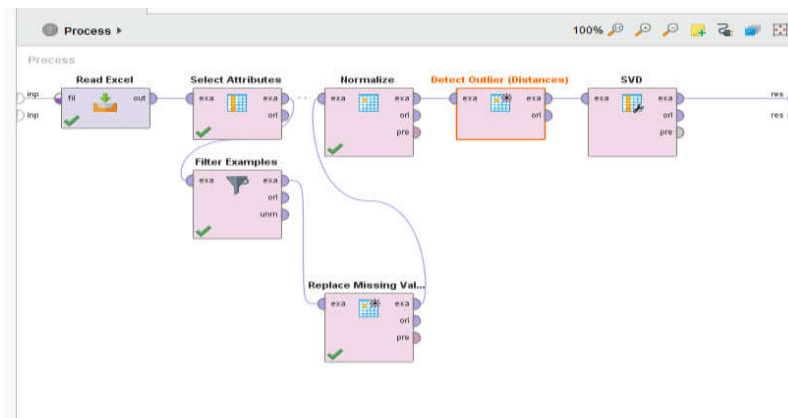 Process
100%
Process
Read Excel
Select Attributes
Normalize
Detect Outlier (Distances)
SVD
inp
fil
out
exa
exa
...
exa
exa
exa
exa
exa
exa
res
inp
ori
ori
ori
ori
res
pre
pre
Filter Examples
exa
exa
ori
unm
Replace Missing Val...
exa
exa
ori
pre